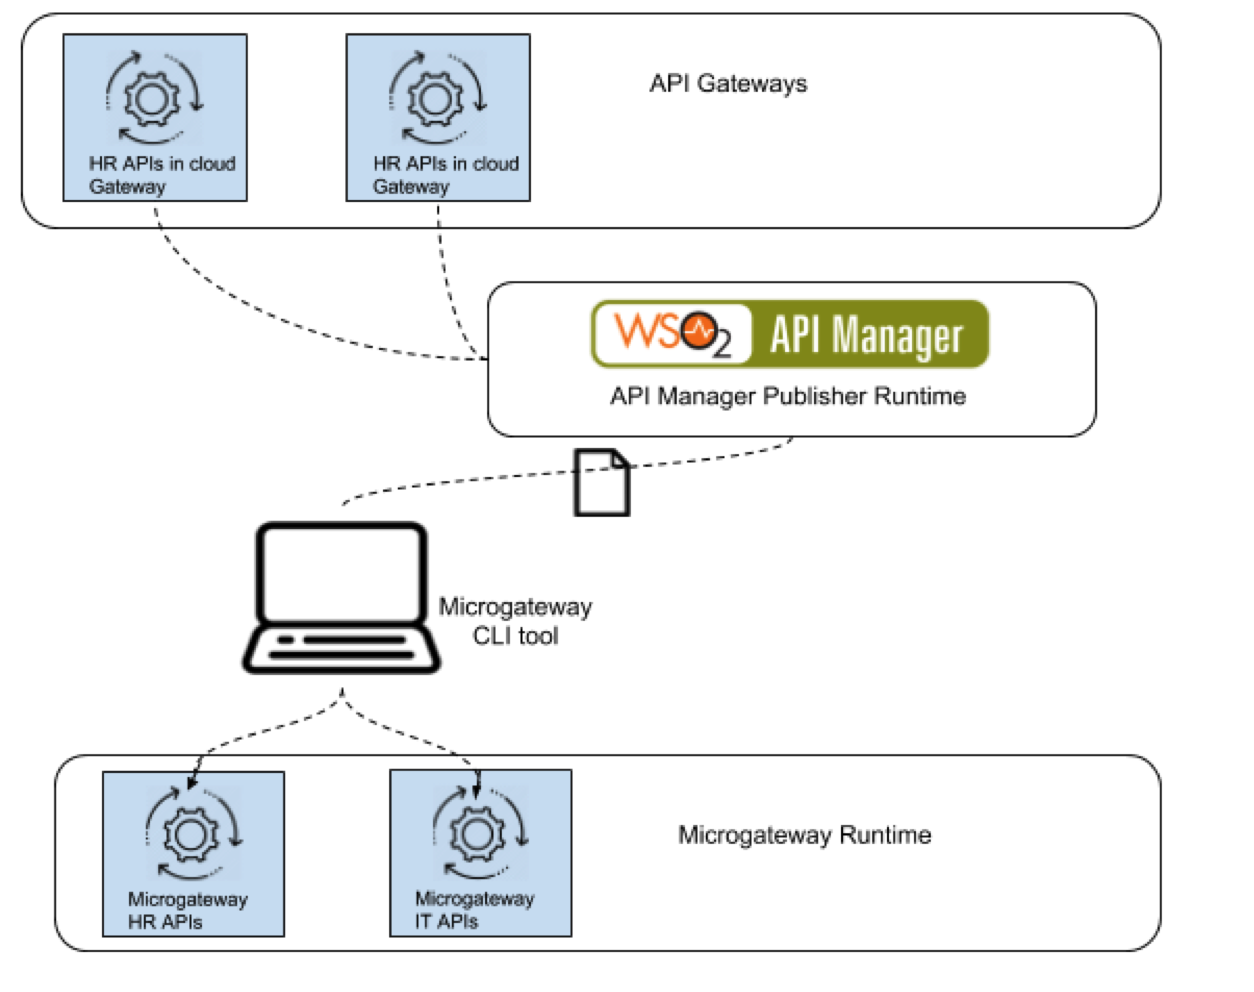 API Gateways
HR APIs in cloud
Gateway
HR APIs in cloud
Gateway
WSO2 API Manager
API Manager Publisher Runtime
Microgateway
CLI tool
Microgateway Runtime
Microgateway
HR APIs
Microgateway
IT APIs